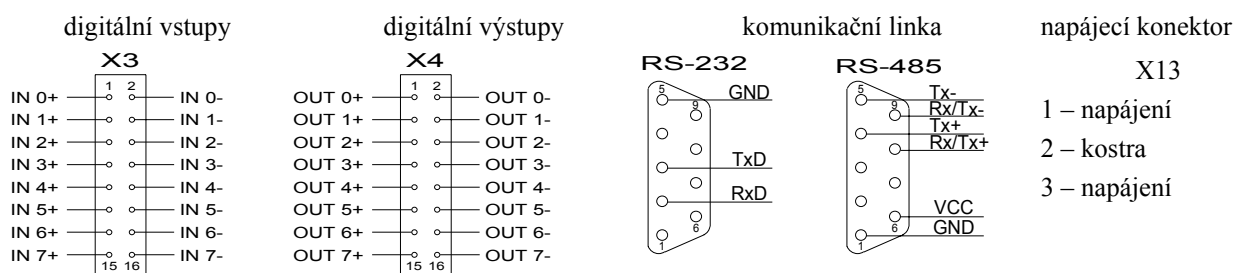 digitální vstupy
X3
1 2
IN 0+ IN 0-
IN 1+ IN 1-
IN 2+ IN 2-
IN 3+ IN 3-
IN 4+ IN 4-
IN 5+ IN 5-
IN 6+ IN 6-
IN 7+ IN 7-
15 16
digitální výstupy
X4
1 2
OUT 0+ OUT 0-
OUT 1+ OUT 1-
OUT 2+ OUT 2-
OUT 3+ OUT 3-
OUT 4+ OUT 4-
OUT 5+ OUT 5-
OUT 6+ OUT 6-
OUT 7+ OUT 7-
15 16
komunikační linka
RS-232
5
9
GND
TxD
RxD
6
1
RS-485
5
9
Tx-
Rx/Tx-
Tx+
Rx/Tx+
VCC
GND
6
1
napájecí konektor
X13
1 – napájení
2 – kostra
3 – napájení